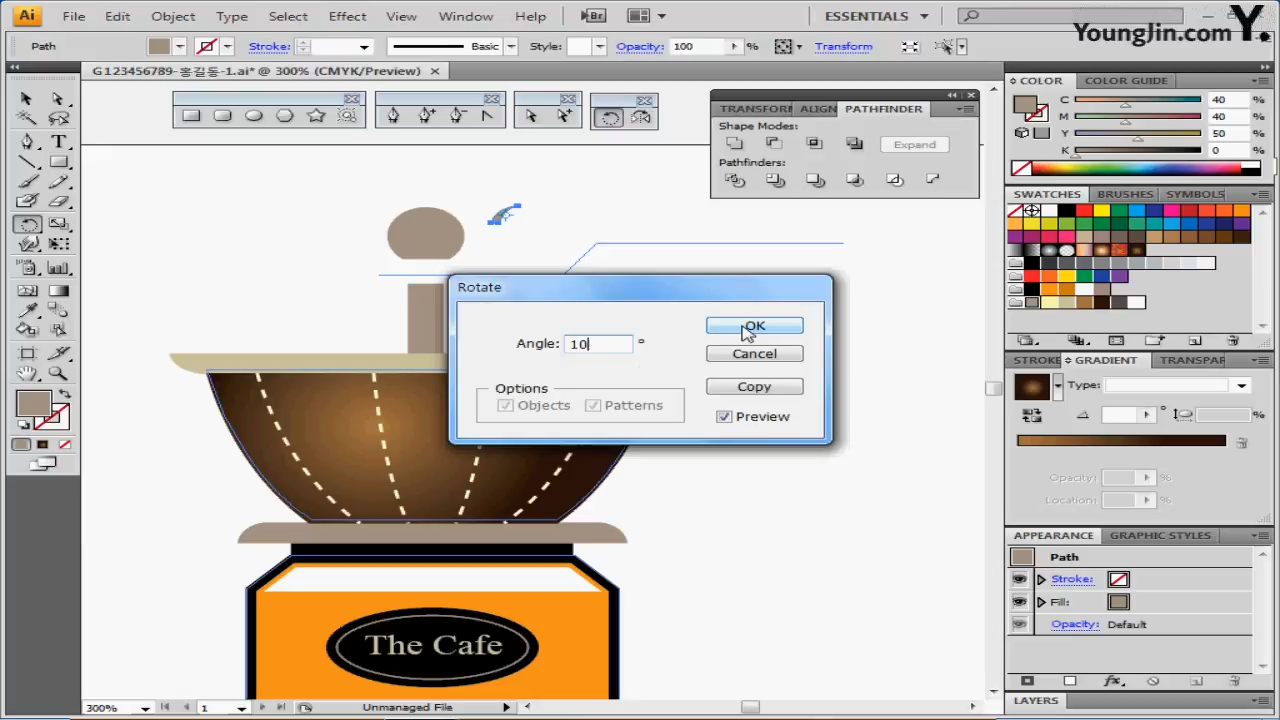 Ai File Edit Object Type Select Effect View Window Help Br ESSENTIALS
YoungJin.com Y.
Path Stroke: Basic Style: Opacity: 100 % Transform
G123456789-홍길동-1.ai* @ 300% (CMYK/Preview)
COLOR COLOR GUIDE
C 40 %
M 40 %
Y 50 %
K 0 %
TRANSFORM ALIGN PATHFINDER
Shape Modes:
Expand
Pathfinders:
SWATCHES BRUSHES SYMBOLS
Rotate
Angle: 10 °
OK
Cancel
Options
Objects Patterns
Copy
Preview
STROKE GRADIENT TRANSPAR
Type:
° %
Opacity: %
Location: %
APPEARANCE GRAPHIC STYLES
Path
Stroke:
Fill:
Opacity: Default
fx
LAYERS
The Cafe
300% 1 Unmanaged File